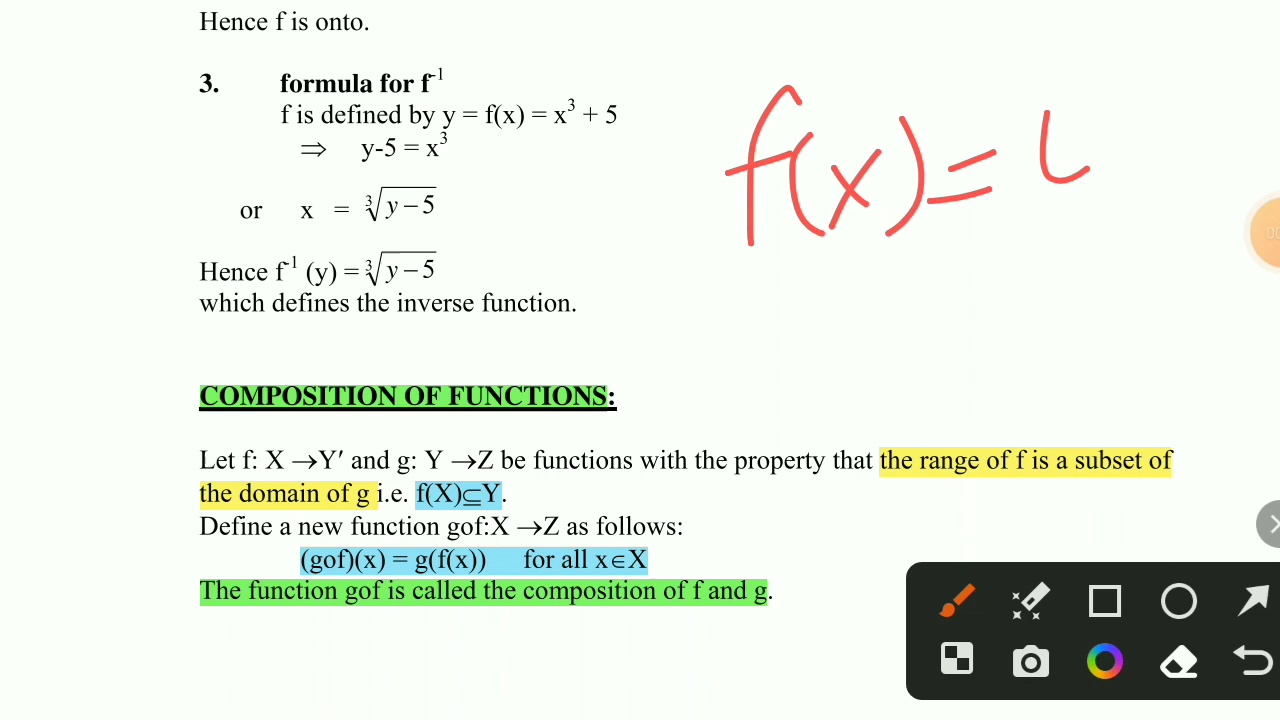 Hence f is onto.
3. formula for f⁻¹
f is defined by y = f(x) = x³ + 5
⇒ y-5 = x³
or x = ∛(y – 5)
Hence f⁻¹ (y) = ∛(y – 5)
which defines the inverse function.
f(x) =
COMPOSITION OF FUNCTIONS:
Let f: X →Y′ and g: Y →Z be functions with the property that the range of f is a subset of
the domain of g i.e. f(X)⊆Y.
Define a new function gof:X →Z as follows:
(gof)(x) = g(f(x)) for all x∈X
The function gof is called the composition of f and g.